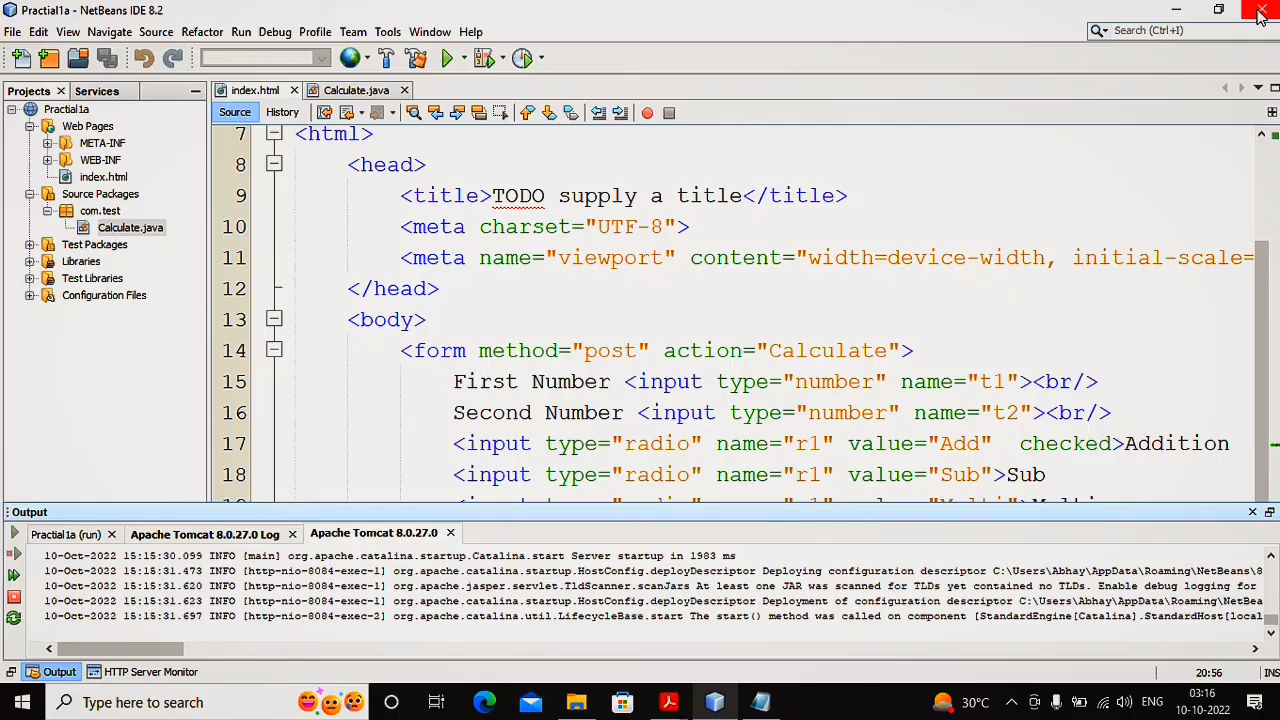 Practial1a - NetBeans IDE 8.2
File Edit View Navigate Source Refactor Run Debug Profile Team Tools Window Help
Search (Ctrl+I)
Projects Services
index.html Calculate.java
Source History
Practial1a
Web Pages
META-INF
WEB-INF
index.html
Source Packages
com.test
Calculate.java
Test Packages
Libraries
Test Libraries
Configuration Files
7 <html>
8 <head>
9 <title>TODO supply a title</title>
10 <meta charset="UTF-8">
11 <meta name="viewport" content="width=device-width, initial-scale=
12 </head>
13 <body>
14 <form method="post" action="Calculate">
15 First Number <input type="number" name="t1"><br/>
16 Second Number <input type="number" name="t2"><br/>
17 <input type="radio" name="r1" value="Add" checked>Addition
18 <input type="radio" name="r1" value="Sub">Sub
Output
Practial1a (run) Apache Tomcat 8.0.27.0 Log Apache Tomcat 8.0.27.0
10-Oct-2022 15:15:30.099 INFO [main] org.apache.catalina.startup.Catalina.start Server startup in 1983 ms
10-Oct-2022 15:15:31.473 INFO [http-nio-8084-exec-1] org.apache.catalina.startup.HostConfig.deployDescriptor Deploying configuration descriptor C:\Users\Abhay\AppData\Roaming\NetBeans\8
10-Oct-2022 15:15:31.620 INFO [http-nio-8084-exec-1] org.apache.jasper.servlet.TldScanner.scanJars At least one JAR was scanned for TLDs yet contained no TLDs. Enable debug logging for
10-Oct-2022 15:15:31.623 INFO [http-nio-8084-exec-1] org.apache.catalina.startup.HostConfig.deployDescriptor Deployment of configuration descriptor C:\Users\Abhay\AppData\Roaming\NetBea
10-Oct-2022 15:15:31.697 INFO [http-nio-8084-exec-2] org.apache.catalina.util.LifecycleBase.start The start() method was called on component [StandardEngine[Catalina].StandardHost[local
Output HTTP Server Monitor
20:56 INS
Type here to search
30°C ENG
03:16
10-10-2022